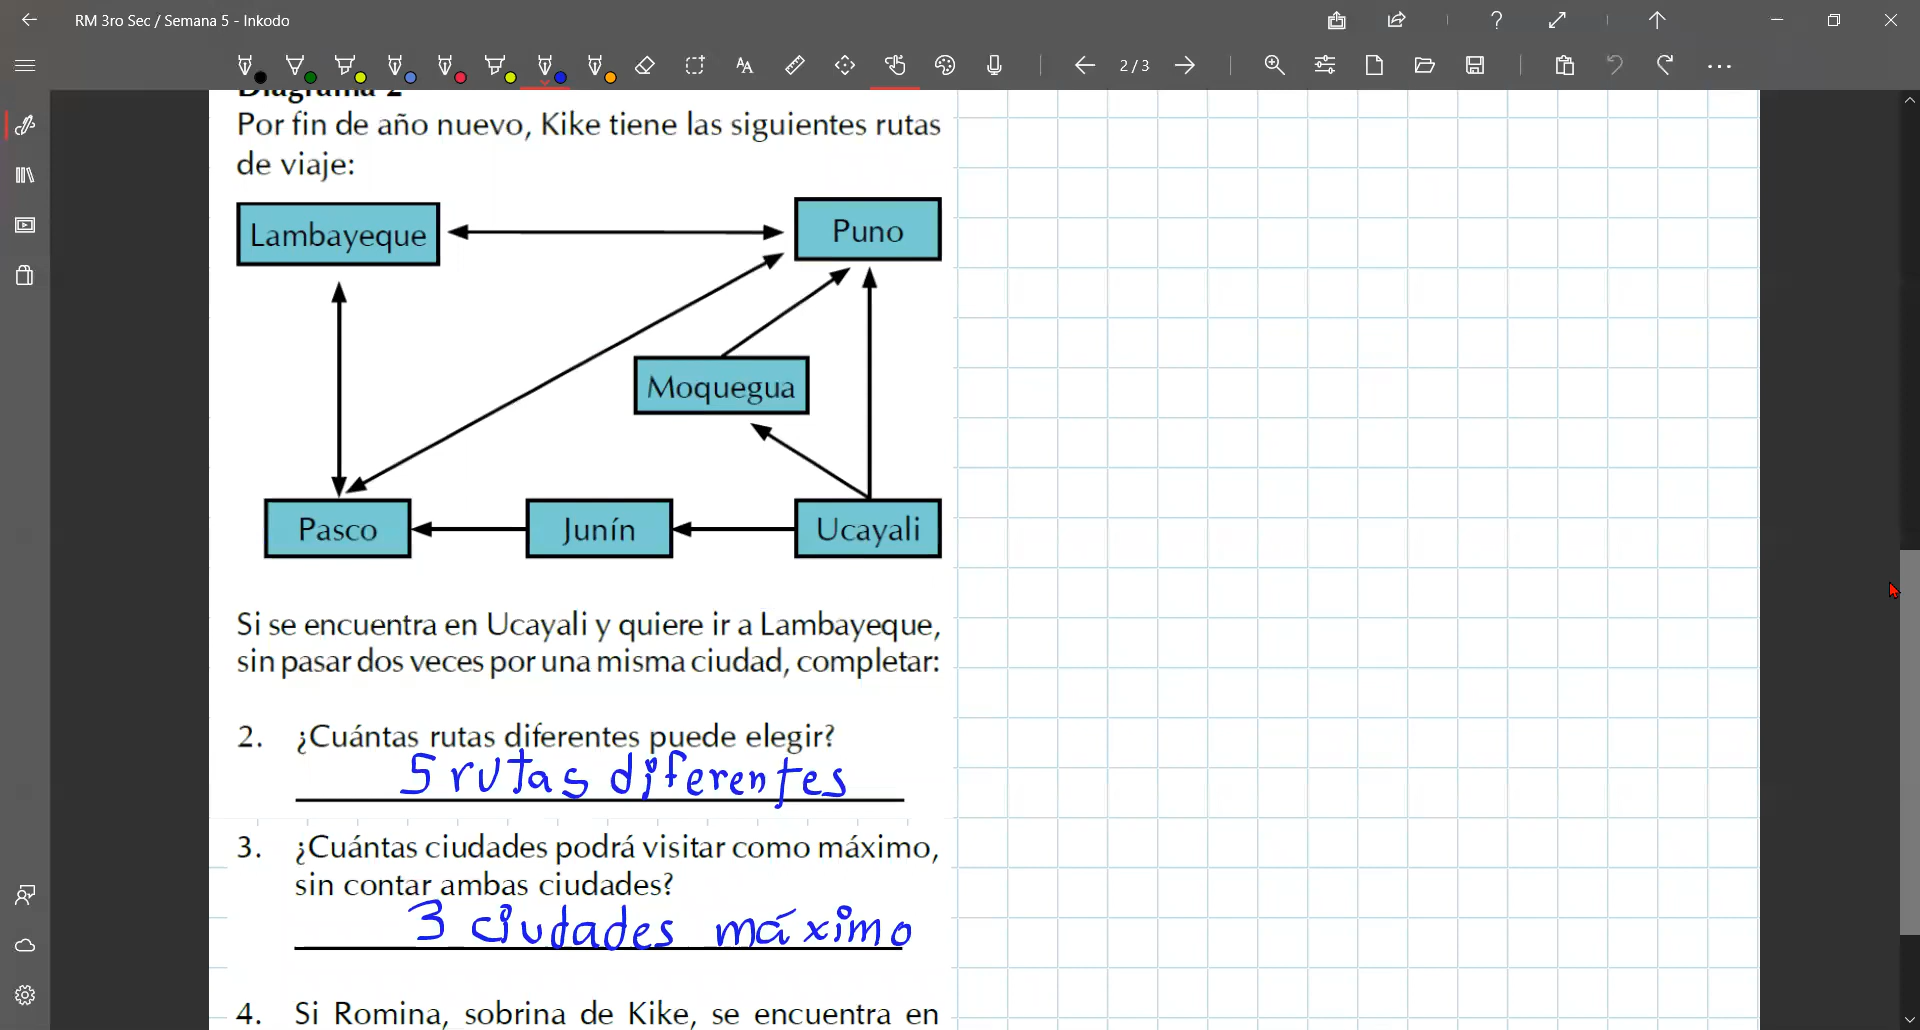 RM 3ro Sec / Semana 5 - Inkodo
2 / 3
Diagrama 2
Por fin de año nuevo, Kike tiene las siguientes rutas
de viaje:
Lambayeque
Puno
Moquegua
Pasco
Junín
Ucayali
Si se encuentra en Ucayali y quiere ir a Lambayeque,
sin pasar dos veces por una misma ciudad, completar:
2. ¿Cuántas rutas diferentes puede elegir?
5 rutas diferentes
3. ¿Cuántas ciudades podrá visitar como máximo,
sin contar ambas ciudades?
3 ciudades máximo
4. Si Romina, sobrina de Kike, se encuentra en